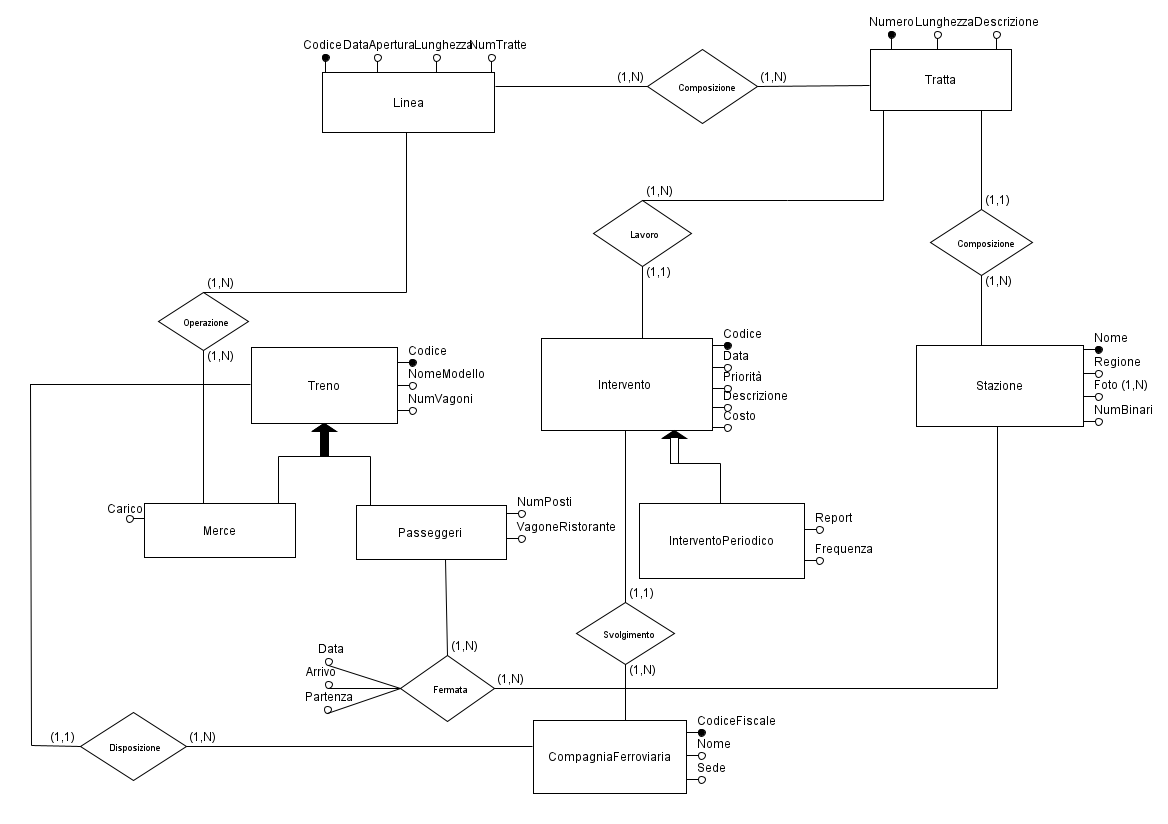 Numero Lunghezza Descrizione
Codice DataApertura Lunghezza NumTratte
(1,N) Composizione (1,N)
Tratta
Linea
(1,N)
(1,1)
Lavoro
Composizione
(1,1)
(1,N)
(1,N)
Operazione
(1,N)
Treno
Codice
NomeModello
NumVagoni
Intervento
Codice
Data
Priorità
Descrizione
Costo
Stazione
Nome
Regione
Foto (1,N)
NumBinari
Carico
Merce
Passeggeri
NumPosti
VagoneRistorante
InterventoPeriodico
Report
Frequenza
(1,1)
Svolgimento
(1,N)
(1,N)
Data
Arrivo
Partenza
Fermata
(1,N)
(1,1)
Disposizione
(1,N)
CompagniaFerroviaria
CodiceFiscale
Nome
Sede